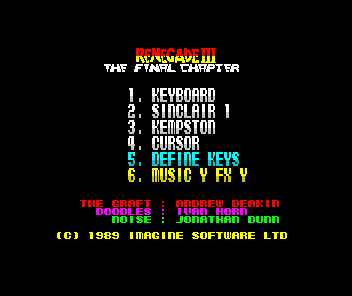 RENEGADE III
THE FINAL CHAPTER
1. KEYBOARD
2. SINCLAIR 1
3. KEMPSTON
4. CURSOR
5. DEFINE KEYS
6. MUSIC Y FX Y
THE GRAFT : ANDREW DEAKIN
DOODLES : IVAN HORN
NOISE : JONATHAN DUNN
(C) 1989 IMAGINE SOFTWARE LTD